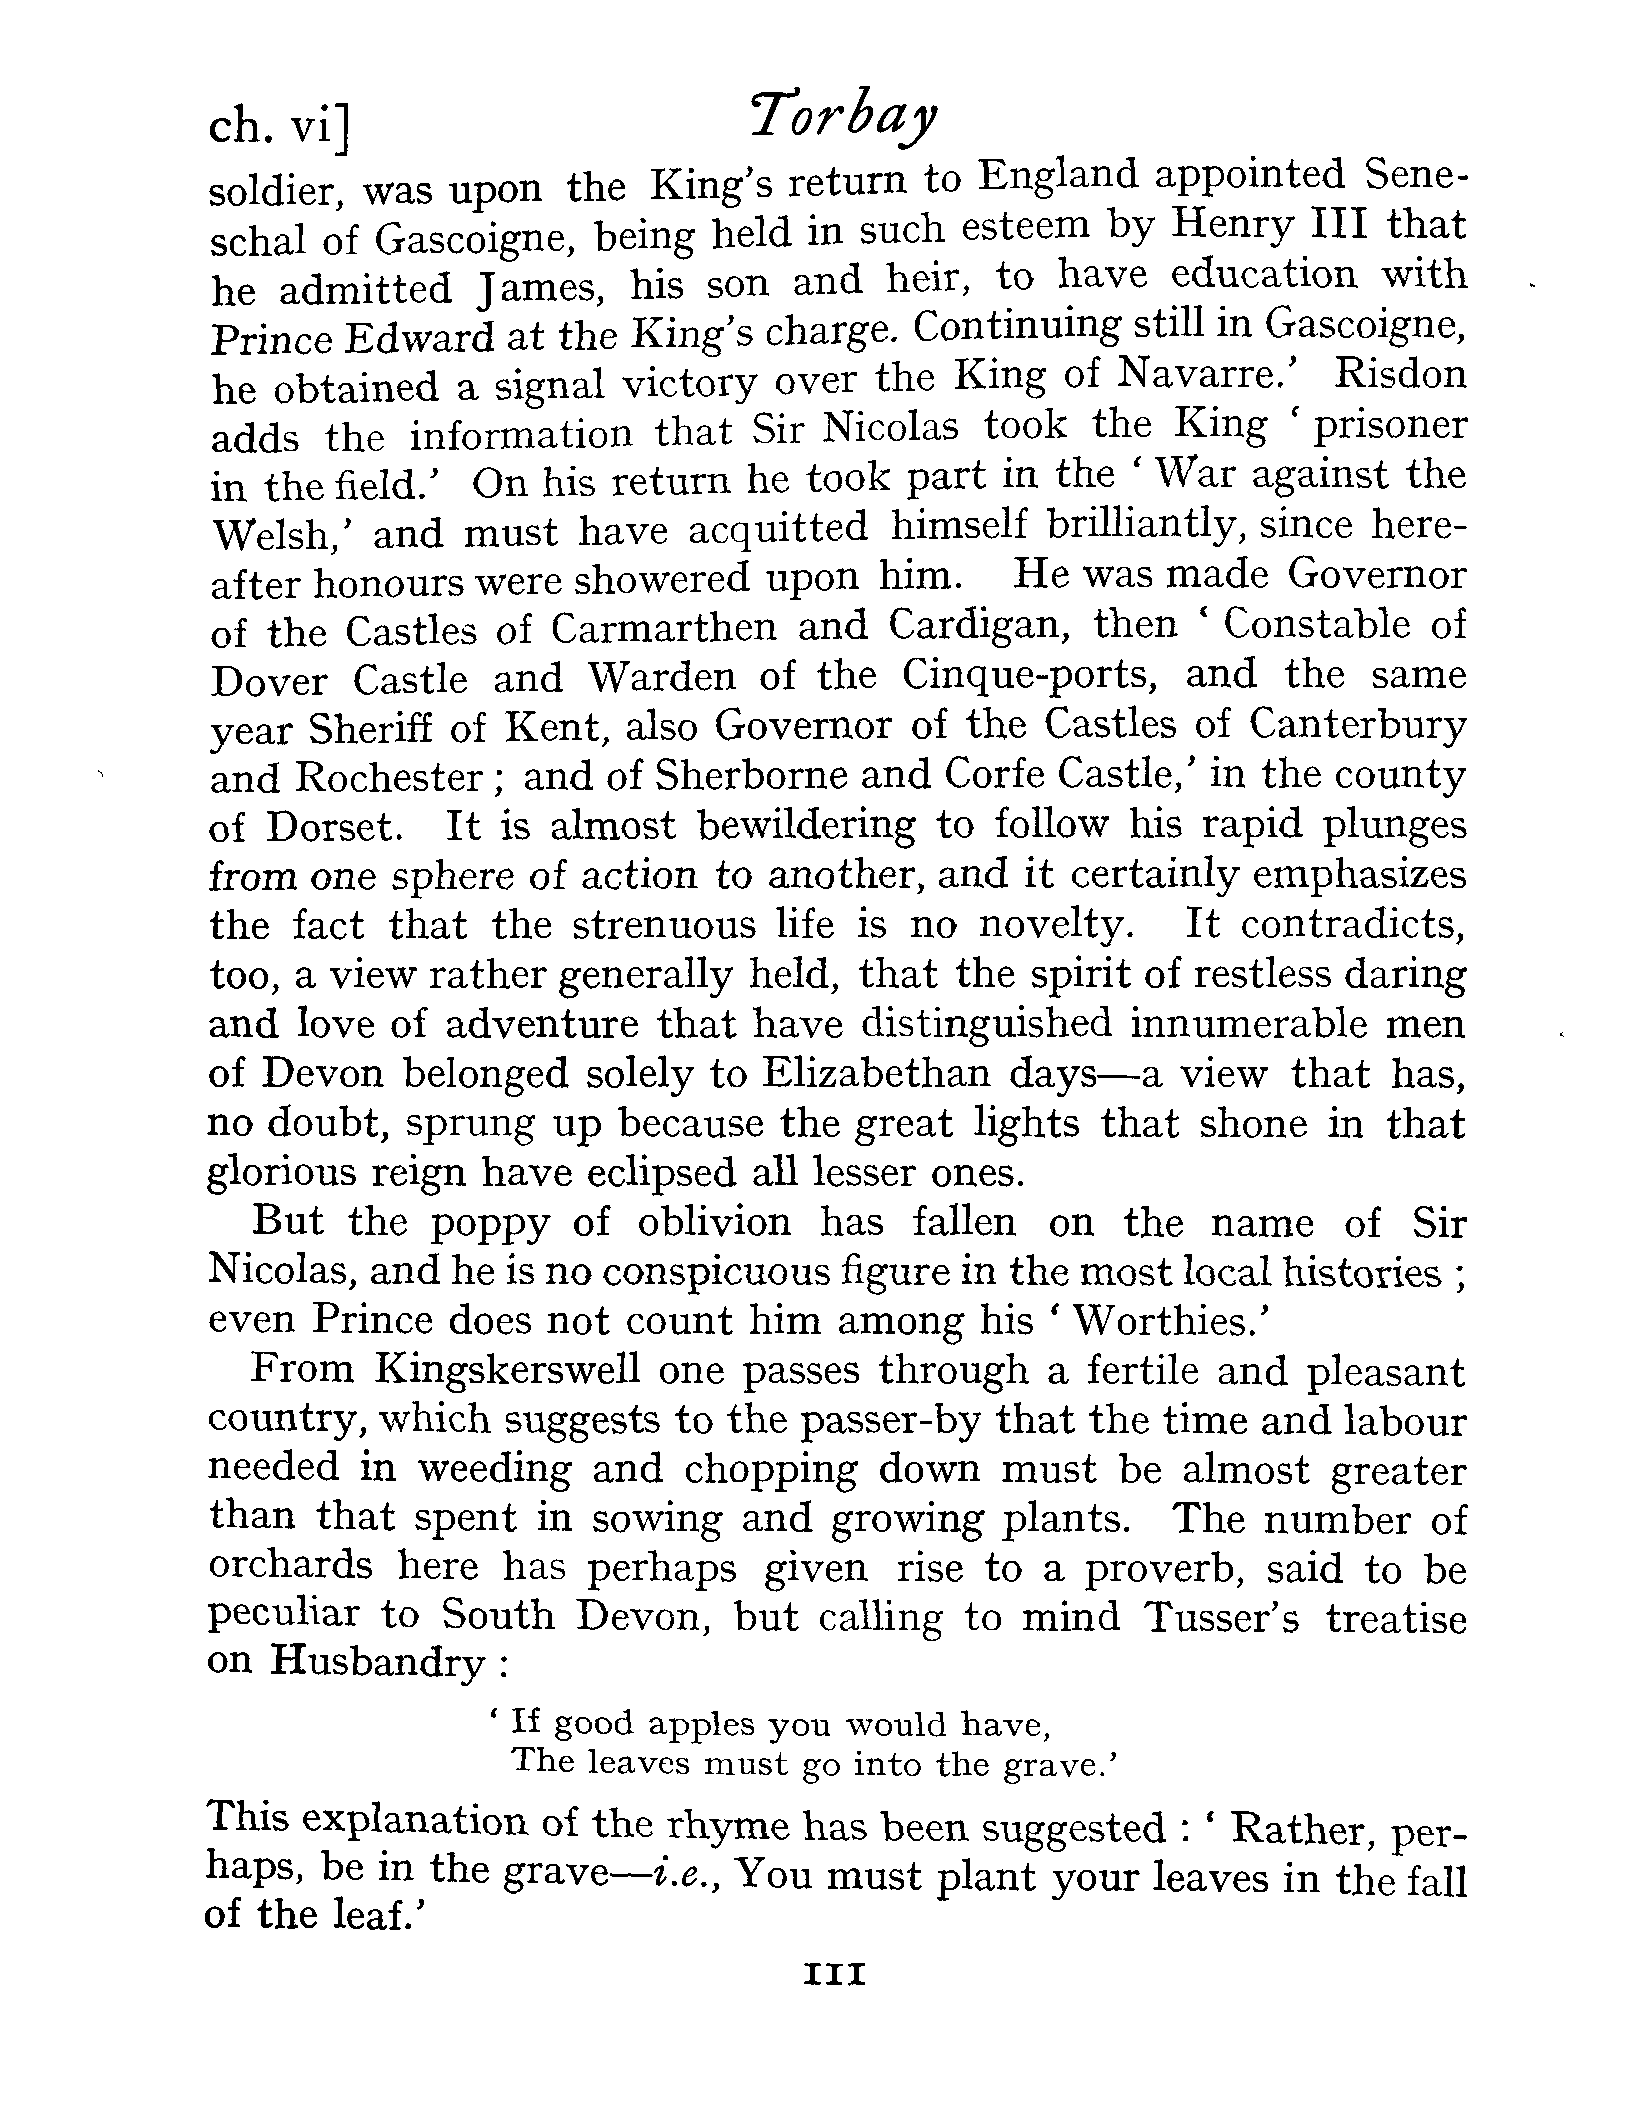 ch. vi] Torbay
soldier, was upon the King's return to England appointed Sene-
schal of Gascoigne, being held in such esteem by Henry III that
he admitted James, his son and heir, to have education with
Prince Edward at the King's charge. Continuing still in Gascoigne,
he obtained a signal victory over the King of Navarre.' Risdon
adds the information that Sir Nicolas took the King ' prisoner
in the field.' On his return he took part in the ' War against the
Welsh,' and must have acquitted himself brilliantly, since here-
after honours were showered upon him. He was made Governor
of the Castles of Carmarthen and Cardigan, then ' Constable of
Dover Castle and Warden of the Cinque-ports, and the same
year Sheriff of Kent, also Governor of the Castles of Canterbury
and Rochester ; and of Sherborne and Corfe Castle,' in the county
of Dorset. It is almost bewildering to follow his rapid plunges
from one sphere of action to another, and it certainly emphasizes
the fact that the strenuous life is no novelty. It contradicts,
too, a view rather generally held, that the spirit of restless daring
and love of adventure that have distinguished innumerable men
of Devon belonged solely to Elizabethan days—a view that has,
no doubt, sprung up because the great lights that shone in that
glorious reign have eclipsed all lesser ones.
But the poppy of oblivion has fallen on the name of Sir
Nicolas, and he is no conspicuous figure in the most local histories ;
even Prince does not count him among his ' Worthies.'
From Kingskerswell one passes through a fertile and pleasant
country, which suggests to the passer-by that the time and labour
needed in weeding and chopping down must be almost greater
than that spent in sowing and growing plants. The number of
orchards here has perhaps given rise to a proverb, said to be
peculiar to South Devon, but calling to mind Tusser's treatise
on Husbandry :
' If good apples you would have,
The leaves must go into the grave.'
This explanation of the rhyme has been suggested : ' Rather, per-
haps, be in the grave—i.e., You must plant your leaves in the fall
of the leaf.'
111